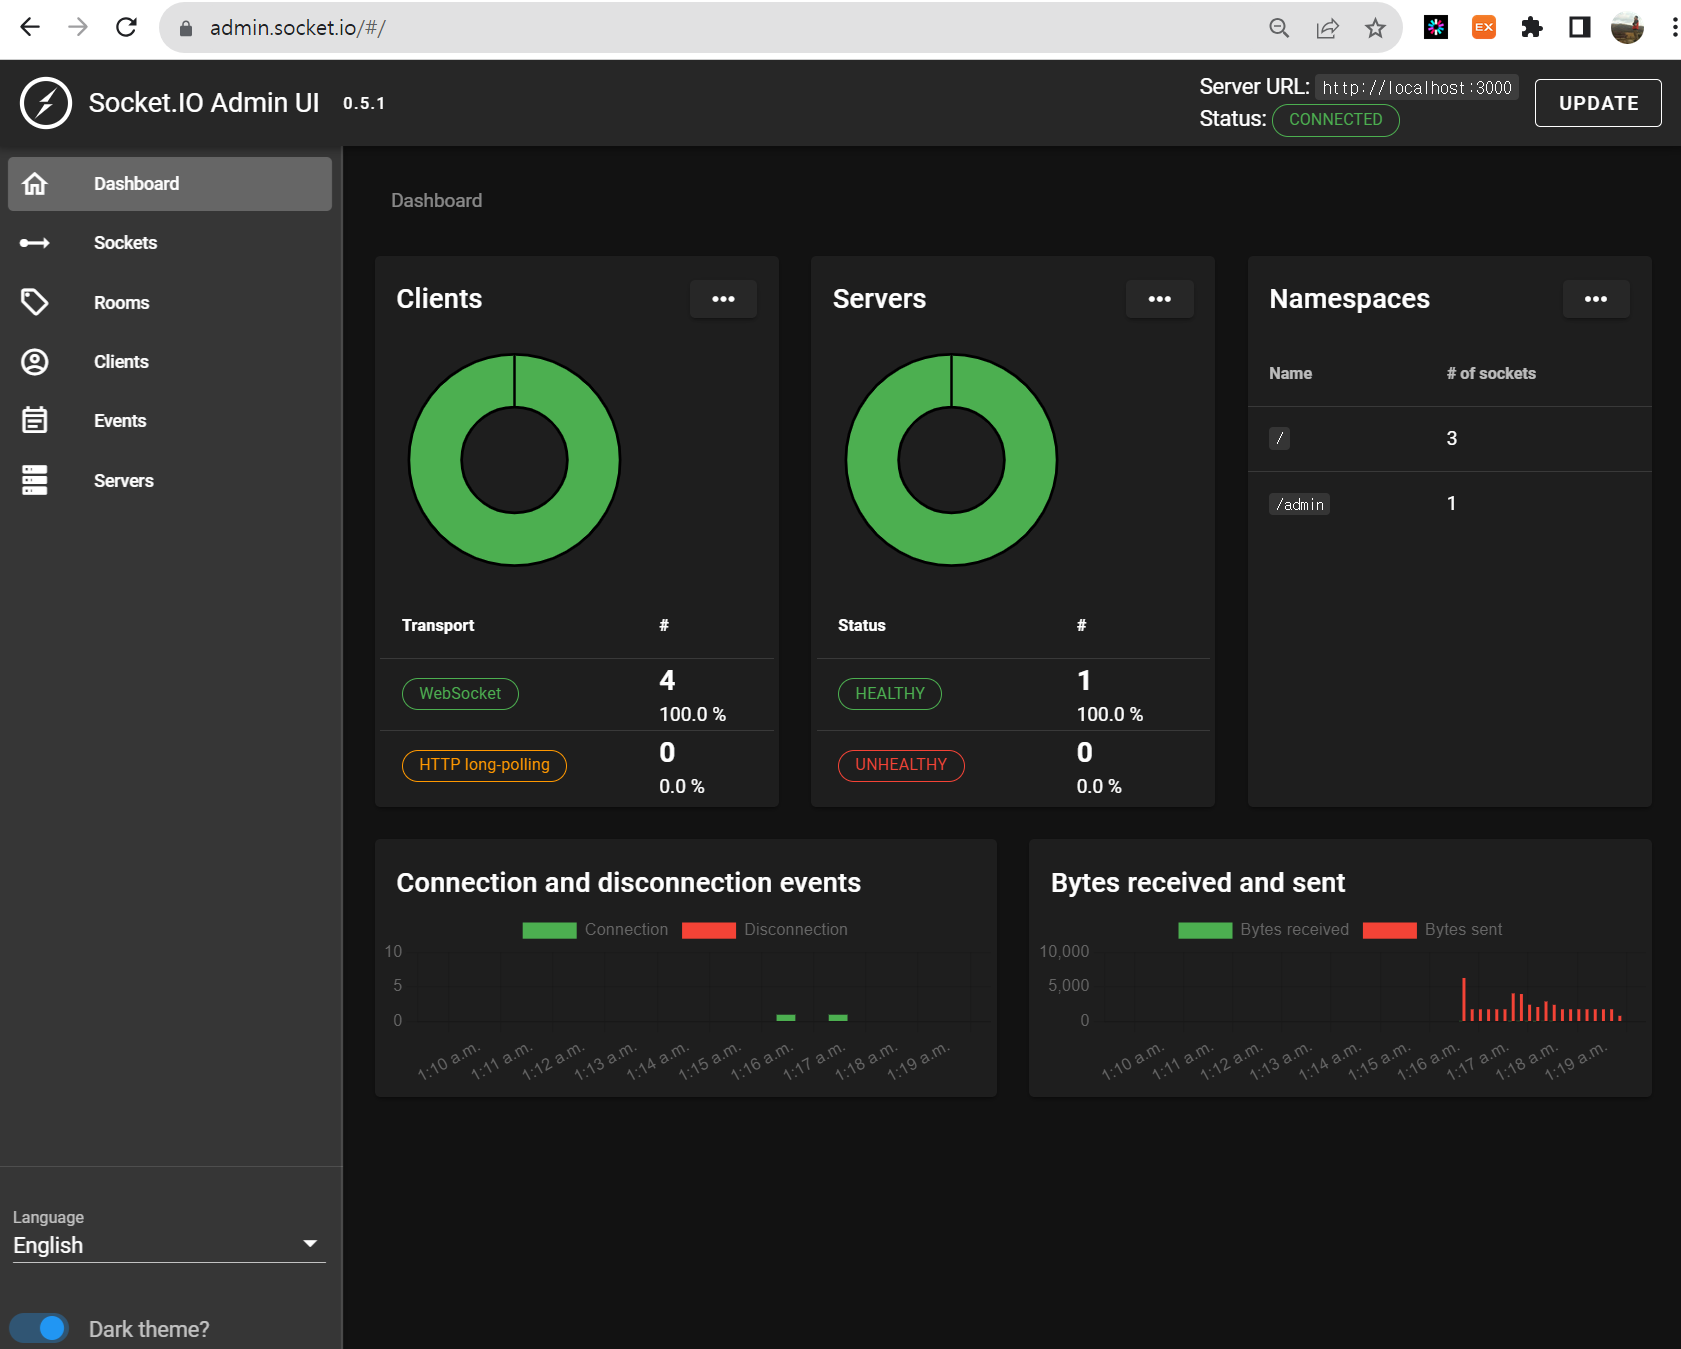 admin.socket.io/#/
EX
Socket.IO Admin UI 0.5.1
Server URL: http://localhost:3000
Status: CONNECTED
UPDATE
Dashboard
Sockets
Rooms
Clients
Events
Servers
Language
English
Dark theme?
Dashboard
Clients
Transport #
WebSocket 4
100.0 %
HTTP long-polling 0
0.0 %
Servers
Status #
HEALTHY 1
100.0 %
UNHEALTHY 0
0.0 %
Namespaces
Name # of sockets
/ 3
/admin 1
Connection and disconnection events
Connection Disconnection
10
5
0
1:10 a.m. 1:11 a.m. 1:12 a.m. 1:13 a.m. 1:14 a.m. 1:15 a.m. 1:16 a.m. 1:17 a.m. 1:18 a.m. 1:19 a.m.
Bytes received and sent
Bytes received Bytes sent
10,000
5,000
0
1:10 a.m. 1:11 a.m. 1:12 a.m. 1:13 a.m. 1:14 a.m. 1:15 a.m. 1:16 a.m. 1:17 a.m. 1:18 a.m. 1:19 a.m.